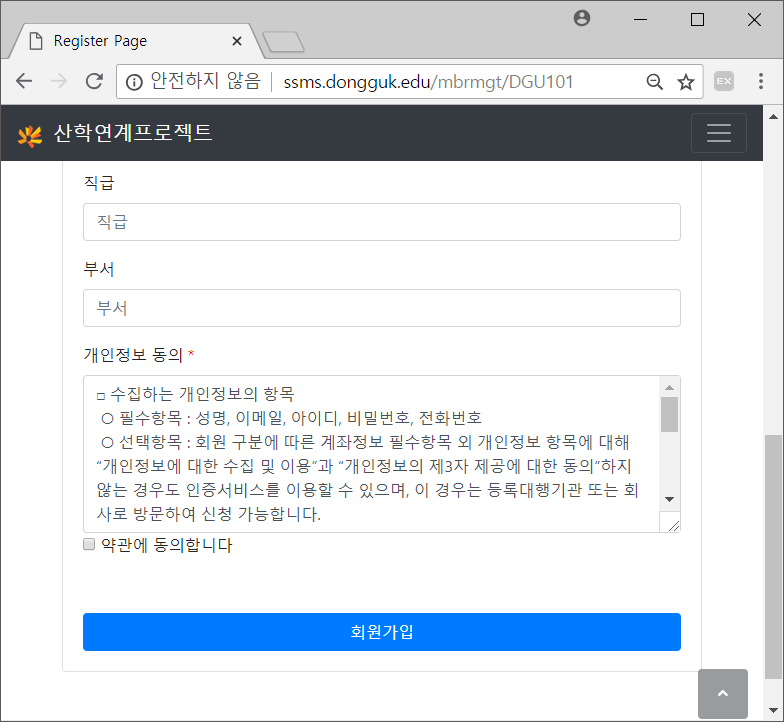 Register Page
안전하지 않음 ssms.dongguk.edu/mbrmgt/DGU101
EX
산학연계프로젝트
직급
직급
부서
부서
개인정보 동의 *
□ 수집하는 개인정보의 항목
○ 필수항목 : 성명, 이메일, 아이디, 비밀번호, 전화번호
○ 선택항목 : 회원 구분에 따른 계좌정보 필수항목 외 개인정보 항목에 대해
“개인정보에 대한 수집 및 이용”과 “개인정보의 제3자 제공에 대한 동의”하지
않는 경우도 인증서비스를 이용할 수 있으며, 이 경우는 등록대행기관 또는 회
사로 방문하여 신청 가능합니다.
약관에 동의합니다
회원가입